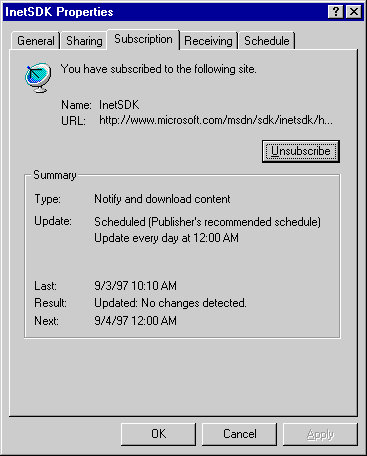 InetSDK Properties
General Sharing Subscription Receiving Schedule
You have subscribed to the following site.
Name: InetSDK
URL: http://www.microsoft.com/msdn/sdk/inetsdk/h...
Unsubscribe
Summary
Type: Notify and download content
Update: Scheduled (Publisher's recommended schedule)
Update every day at 12:00 AM
Last: 9/3/97 10:10 AM
Result: Updated: No changes detected.
Next: 9/4/97 12:00 AM
OK Cancel Apply